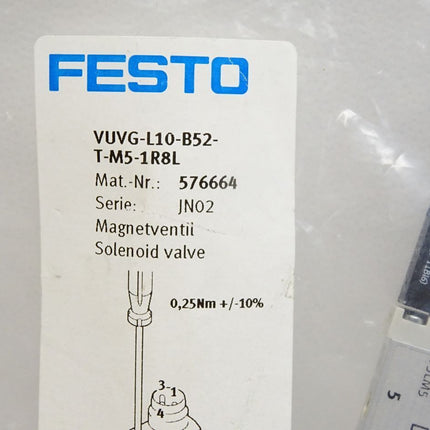 FESTO
VUVG-L10-B52-
T-M5-1R8L
Mat.-Nr.: 576664
Serie: JN02
Magnetventil
Solenoid valve
0,25Nm +/-10%
3 1
4
5